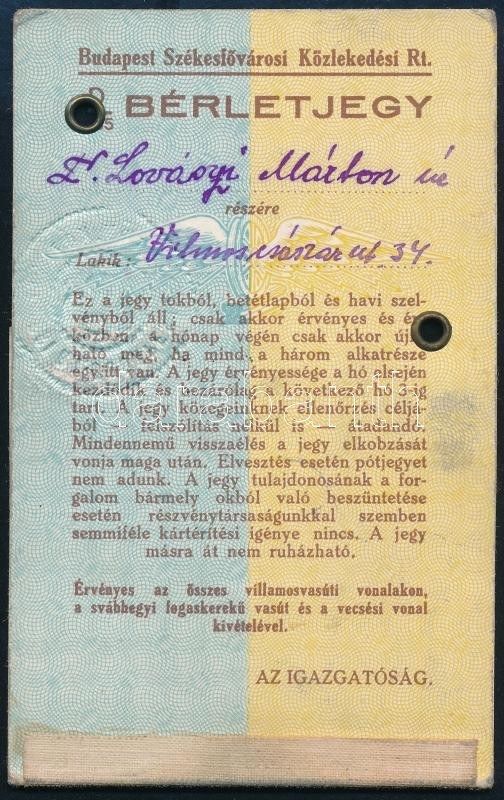 Budapest Székesfővárosi Közlekedési Rt.
BÉRLETJEGY
Dr. Lovászi Márton úr
részére
Lakik: Vilmos császár út 34.
Ez a jegy tokból, betétlapból és havi szel-
vényből áll; csak akkor érvényes és év-
közben a hónap végén csak akkor újít-
ható meg, ha mind a három alkatrésze
együtt van. A jegy érvényessége a hó elsején
kezdődik és bezárólag a következő hó 3-ig
tart. A jegy közegeinknek ellenőrzés céljá-
ból — felszólítás nélkül is — átadandó.
Mindennemű visszaélés a jegy elkobzását
vonja maga után. Elvesztés esetén pótjegyet
nem adunk. A jegy tulajdonosának a for-
galom bármely okból való beszüntetése
esetén részvénytársaságunkkal szemben
semmiféle kártérítési igénye nincs. A jegy
másra át nem ruházható.
Érvényes az összes villamosvasúti vonalakon,
a svábhegyi fogaskerekű vasút és a vecsési vonal
kivételével.
AZ IGAZGATÓSÁG.